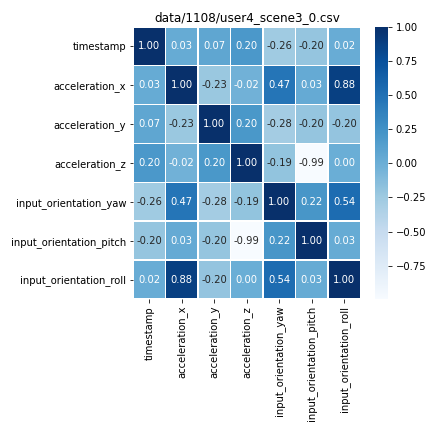 data/1108/user4_scene3_0.csv
timestamp 1.00 0.03 0.07 0.20 -0.26 -0.20 0.02
acceleration_x 0.03 1.00 -0.23 -0.02 0.47 0.03 0.88
acceleration_y 0.07 -0.23 1.00 0.20 -0.28 -0.20 -0.20
acceleration_z 0.20 -0.02 0.20 1.00 -0.19 -0.99 0.00
input_orientation_yaw -0.26 0.47 -0.28 -0.19 1.00 0.22 0.54
input_orientation_pitch -0.20 0.03 -0.20 -0.99 0.22 1.00 0.03
input_orientation_roll 0.02 0.88 -0.20 0.00 0.54 0.03 1.00
timestamp
acceleration_x
acceleration_y
acceleration_z
input_orientation_yaw
input_orientation_pitch
input_orientation_roll
1.00
0.75
0.50
0.25
0.00
-0.25
-0.50
-0.75